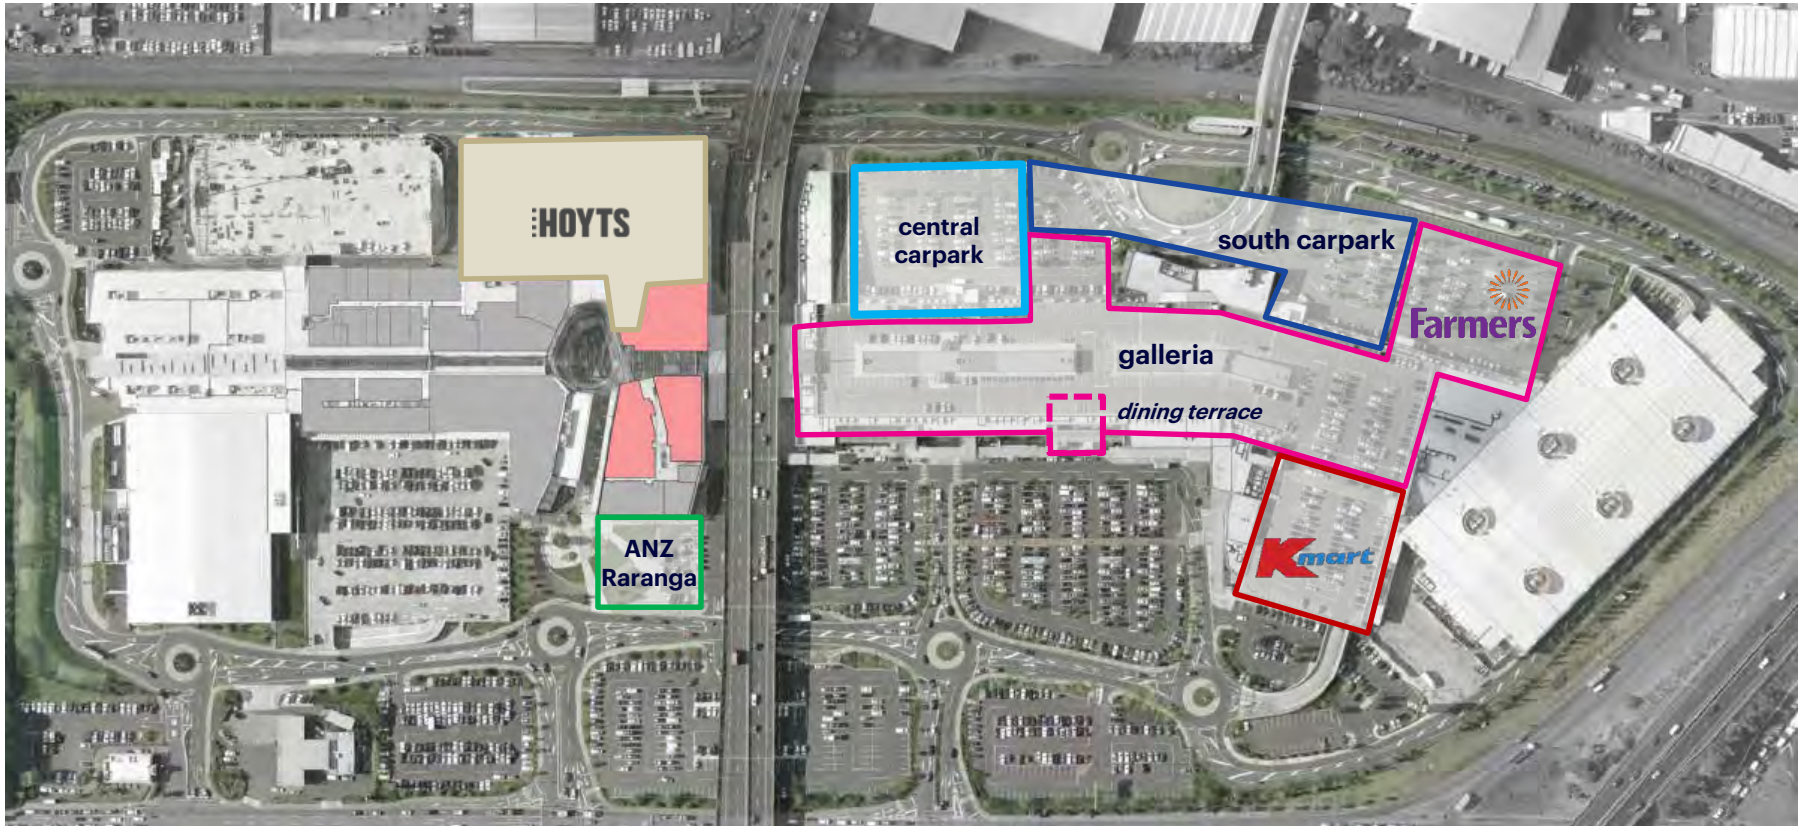 HOYTS
central
carpark
south carpark
Farmers
galleria
dining terrace
Kmart
ANZ
Raranga